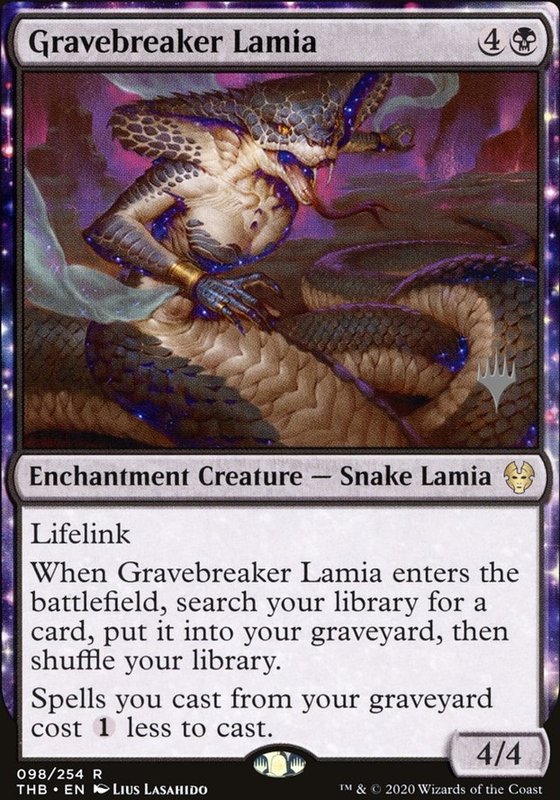 Gravebreaker Lamia 4
Enchantment Creature — Snake Lamia
Lifelink
When Gravebreaker Lamia enters the
battlefield, search your library for a
card, put it into your graveyard, then
shuffle your library.
Spells you cast from your graveyard
cost 1 less to cast.
4/4
098/254 R
THB • EN Lius Lasahido
™ & © 2020 Wizards of the Coast